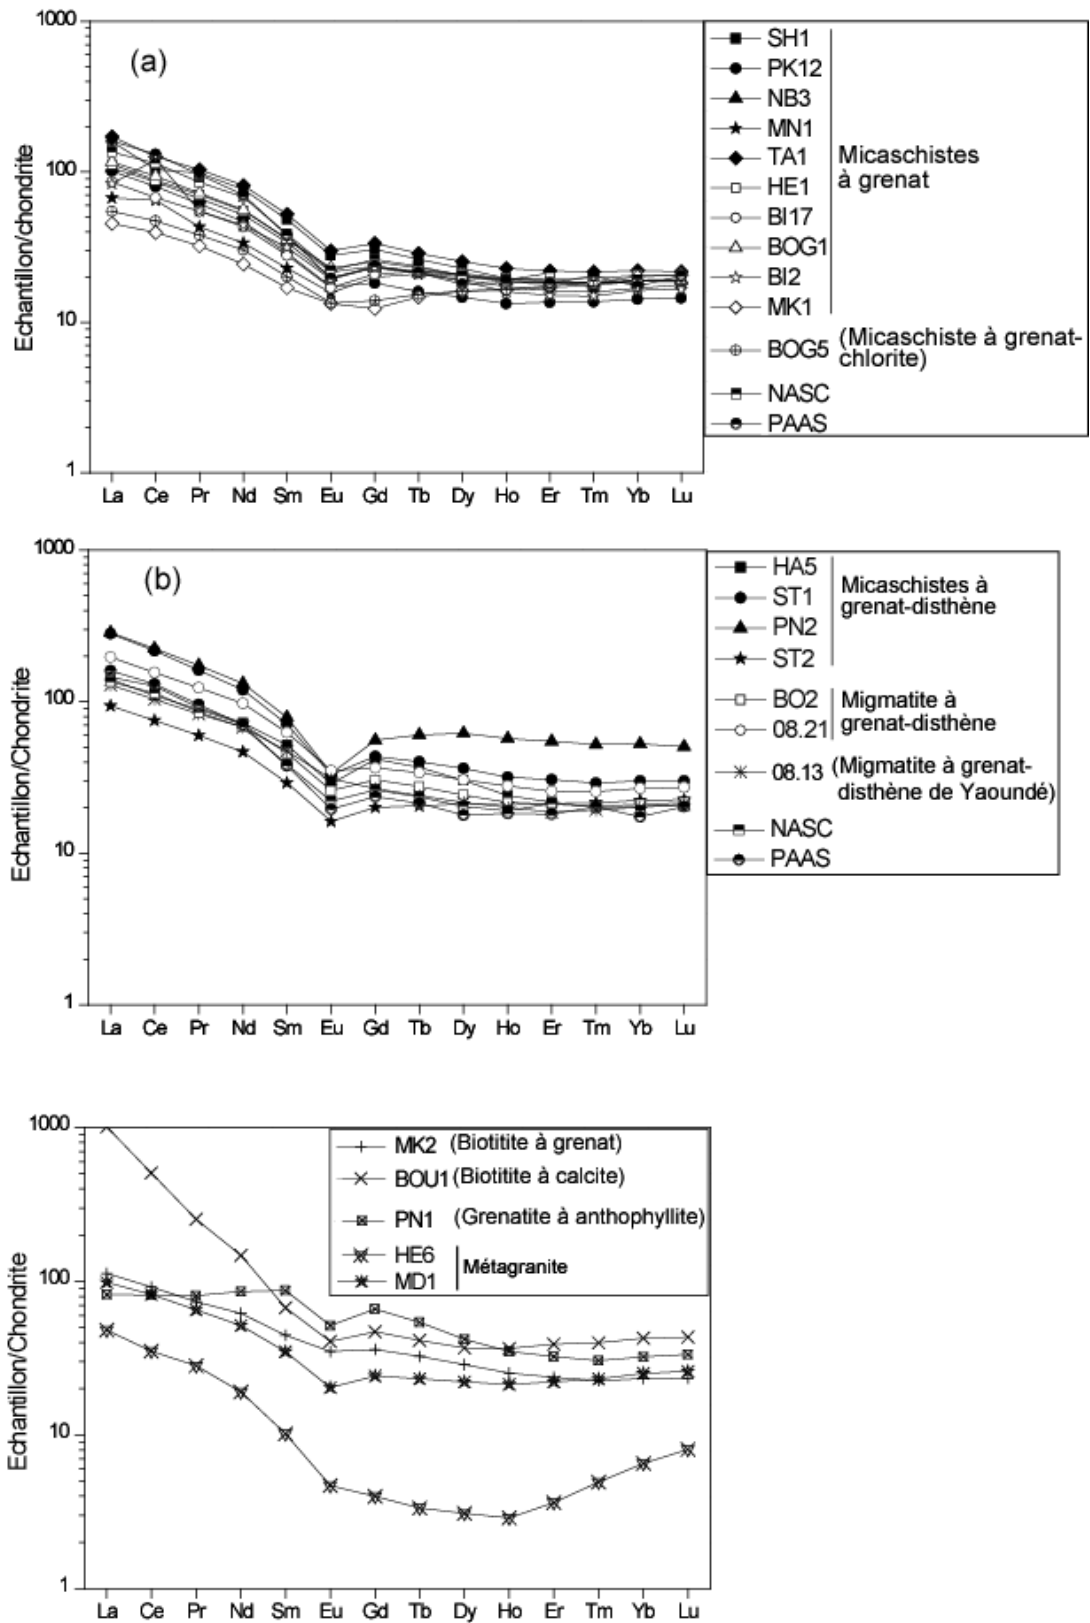 1000
100
10
1
Echantillon/chondrite
(a)
La Ce Pr Nd Sm Eu Gd Tb Dy Ho Er Tm Yb Lu
SH1
PK12
NB3
MN1
TA1
HE1
BI17
BOG1
BI2
MK1
Micaschistes
à grenat
BOG5 (Micaschiste à grenat-
chlorite)
NASC
PAAS
1000
100
10
1
Echantillon/Chondrite
(b)
La Ce Pr Nd Sm Eu Gd Tb Dy Ho Er Tm Yb Lu
HA5
ST1
PN2
ST2
Micaschistes à
grenat-disthène
BO2
08.21
Migmatite à
grenat-disthène
08.13 (Migmatite à grenat-
disthène de Yaoundé)
NASC
PAAS
1000
100
10
1
Echantillon/Chondrite
MK2 (Biotitite à grenat)
BOU1 (Biotitite à calcite)
PN1 (Grenatite à anthophyllite)
HE6
MD1
Métagranite
La Ce Pr Nd Sm Eu Gd Tb Dy Ho Er Tm Yb Lu